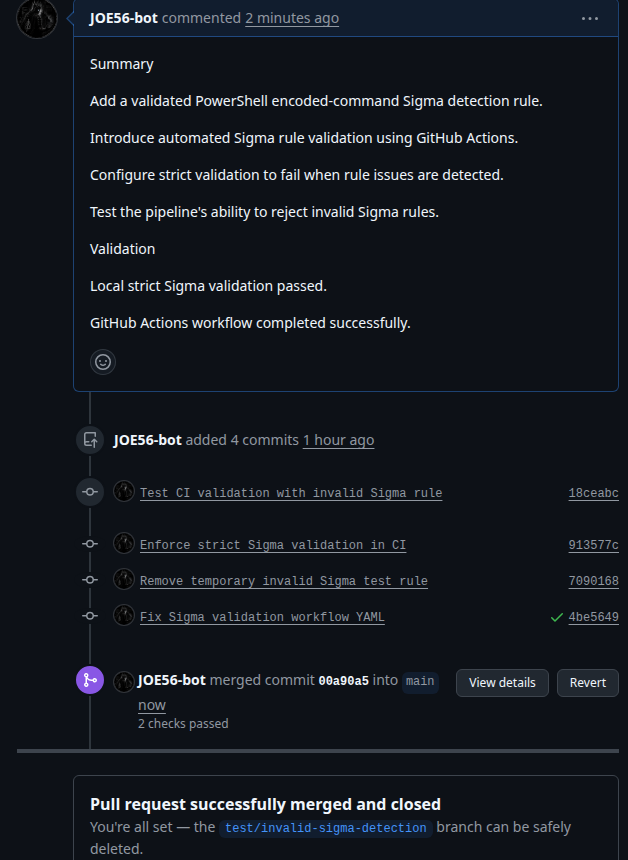 JOE56-bot commented 2 minutes ago
Summary
Add a validated PowerShell encoded-command Sigma detection rule.
Introduce automated Sigma rule validation using GitHub Actions.
Configure strict validation to fail when rule issues are detected.
Test the pipeline's ability to reject invalid Sigma rules.
Validation
Local strict Sigma validation passed.
GitHub Actions workflow completed successfully.
JOE56-bot added 4 commits 1 hour ago
Test CI validation with invalid Sigma rule 18ceabc
Enforce strict Sigma validation in CI 913577c
Remove temporary invalid Sigma test rule 7090168
Fix Sigma validation workflow YAML 4be5649
JOE56-bot merged commit 00a90a5 into main View details Revert
now
2 checks passed
Pull request successfully merged and closed
You're all set — the test/invalid-sigma-detection branch can be safely
deleted.